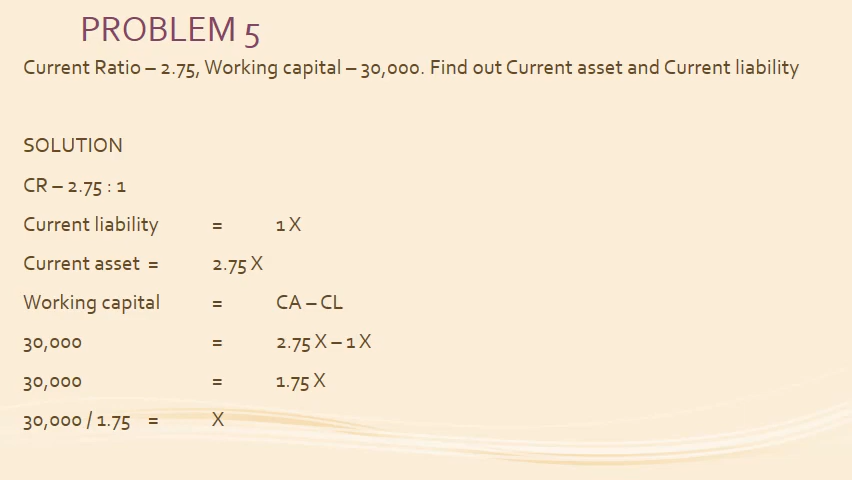 PROBLEM 5
Current Ratio – 2.75, Working capital – 30,000. Find out Current asset and Current liability
SOLUTION
CR – 2.75 : 1
Current liability = 1 X
Current asset = 2.75 X
Working capital = CA – CL
30,000 = 2.75 X – 1 X
30,000 = 1.75 X
30,000 / 1.75 = X